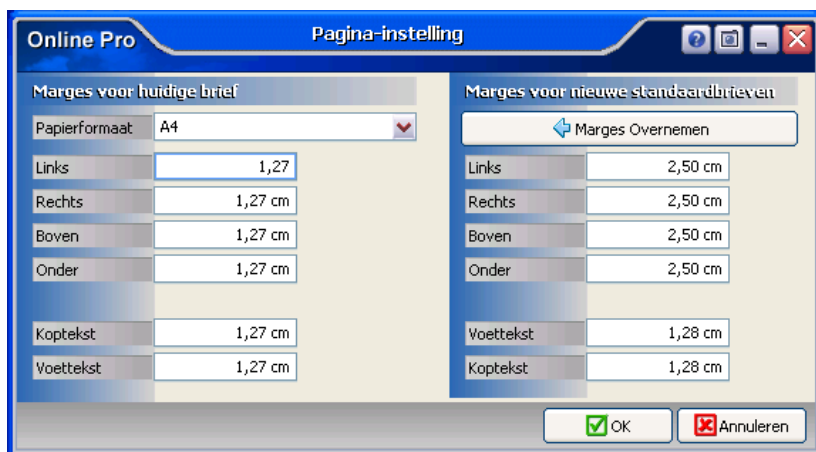 Online Pro
Pagina-instelling
Marges voor huidige brief
Papierformaat A4
Links 1,27
Rechts 1,27 cm
Boven 1,27 cm
Onder 1,27 cm
Koptekst 1,27 cm
Voettekst 1,27 cm
Marges voor nieuwe standaardbrieven
Marges Overnemen
Links 2,50 cm
Rechts 2,50 cm
Boven 2,50 cm
Onder 2,50 cm
Voettekst 1,28 cm
Koptekst 1,28 cm
OK
Annuleren